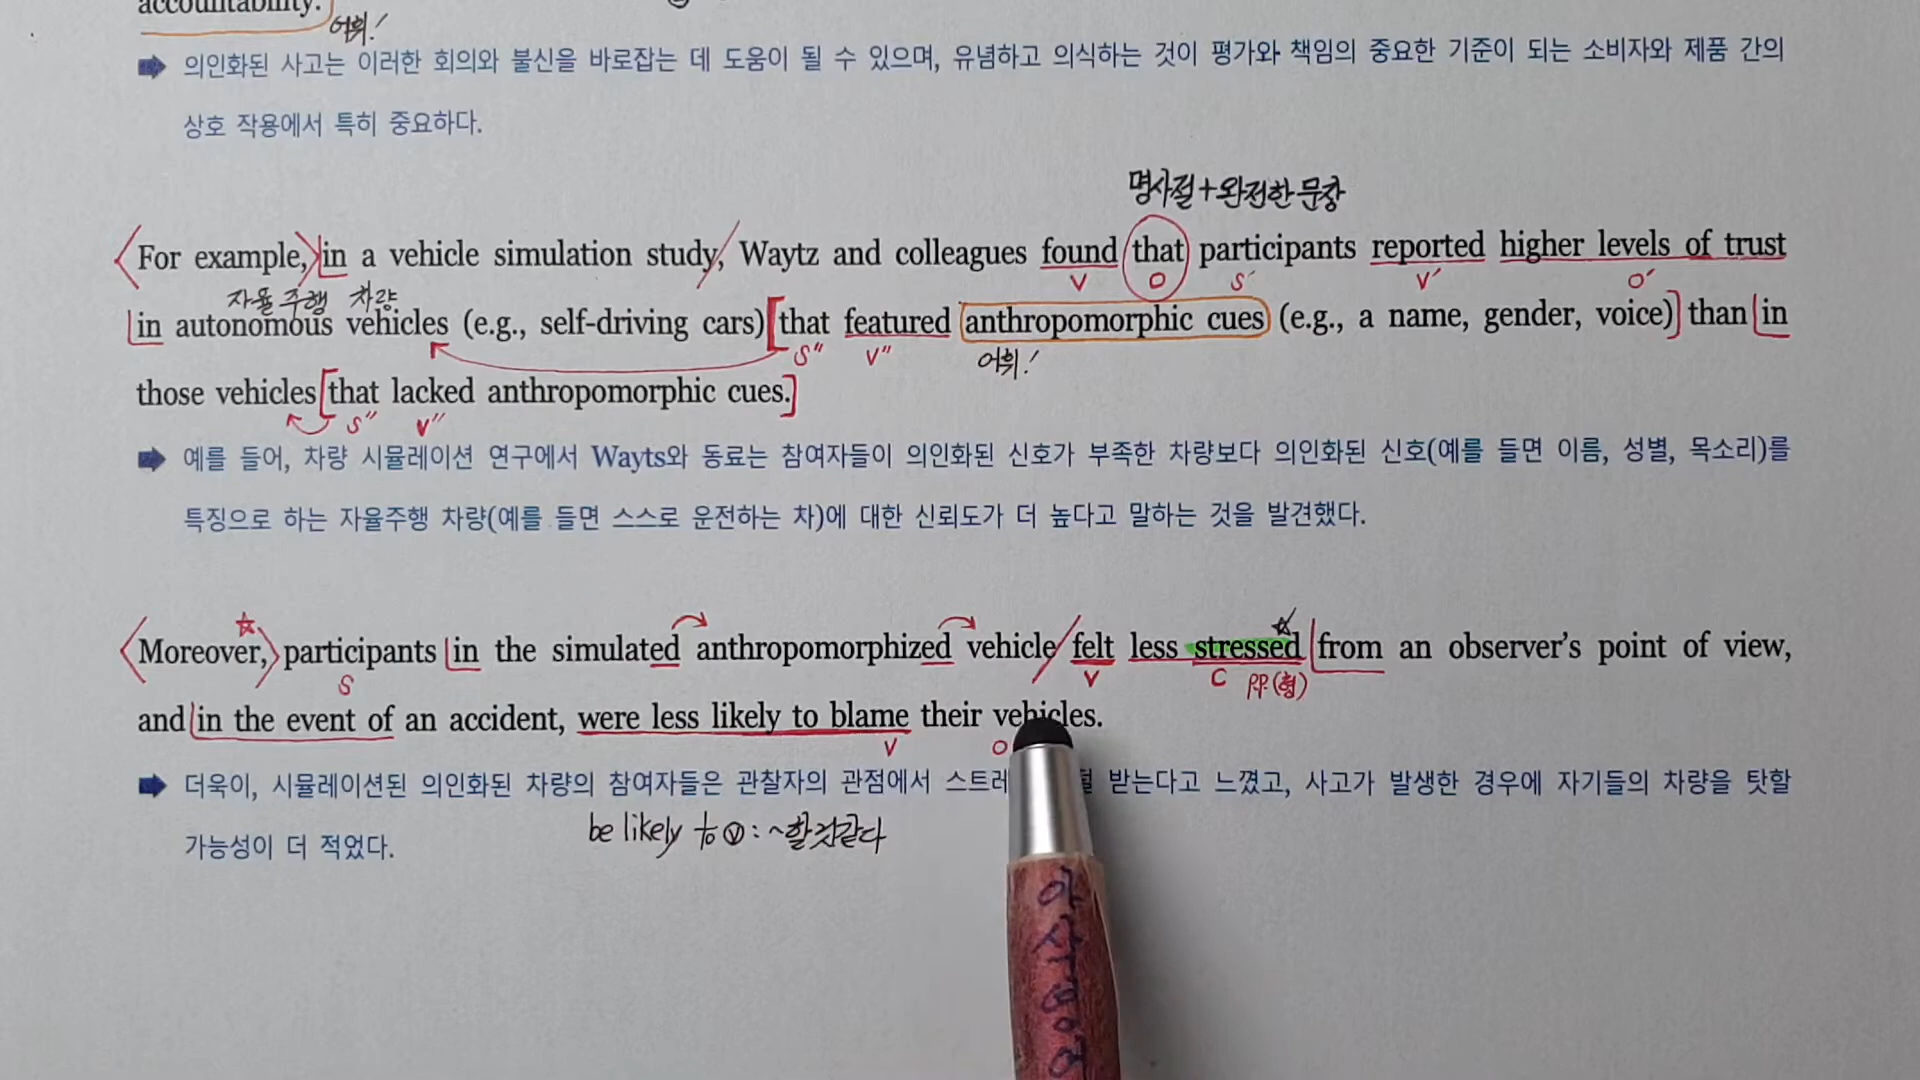 accountability.
어휘!
의인화된 사고는 이러한 회의와 불신을 바로잡는 데 도움이 될 수 있으며, 유념하고 의식하는 것이 평가와 책임의 중요한 기준이 되는 소비자와 제품 간의
상호 작용에서 특히 중요하다.
명사절+완전한 문장
For example, in a vehicle simulation study, Waytz and colleagues found that participants reported higher levels of trust
V O S′ V′ O′
자율 주행 차량
in autonomous vehicles (e.g., self-driving cars) that featured anthropomorphic cues (e.g., a name, gender, voice) than in
S″ V″ 어휘!
those vehicles that lacked anthropomorphic cues.
S″ V″
예를 들어, 차량 시뮬레이션 연구에서 Wayts와 동료는 참여자들이 의인화된 신호가 부족한 차량보다 의인화된 신호(예를 들면 이름, 성별, 목소리)를
특징으로 하는 자율주행 차량(예를 들면 스스로 운전하는 차)에 대한 신뢰도가 더 높다고 말하는 것을 발견했다.
Moreover, participants in the simulated anthropomorphized vehicle felt less stressed from an observer's point of view,
S V C PP(형)
and in the event of an accident, were less likely to blame their vehicles.
V O
더욱이, 시뮬레이션된 의인화된 차량의 참여자들은 관찰자의 관점에서 받는다고 느꼈고, 사고가 발생한 경우에 자기들의 차량을 탓할
가능성이 더 적었다.
be likely to ⓥ: ~할것같다